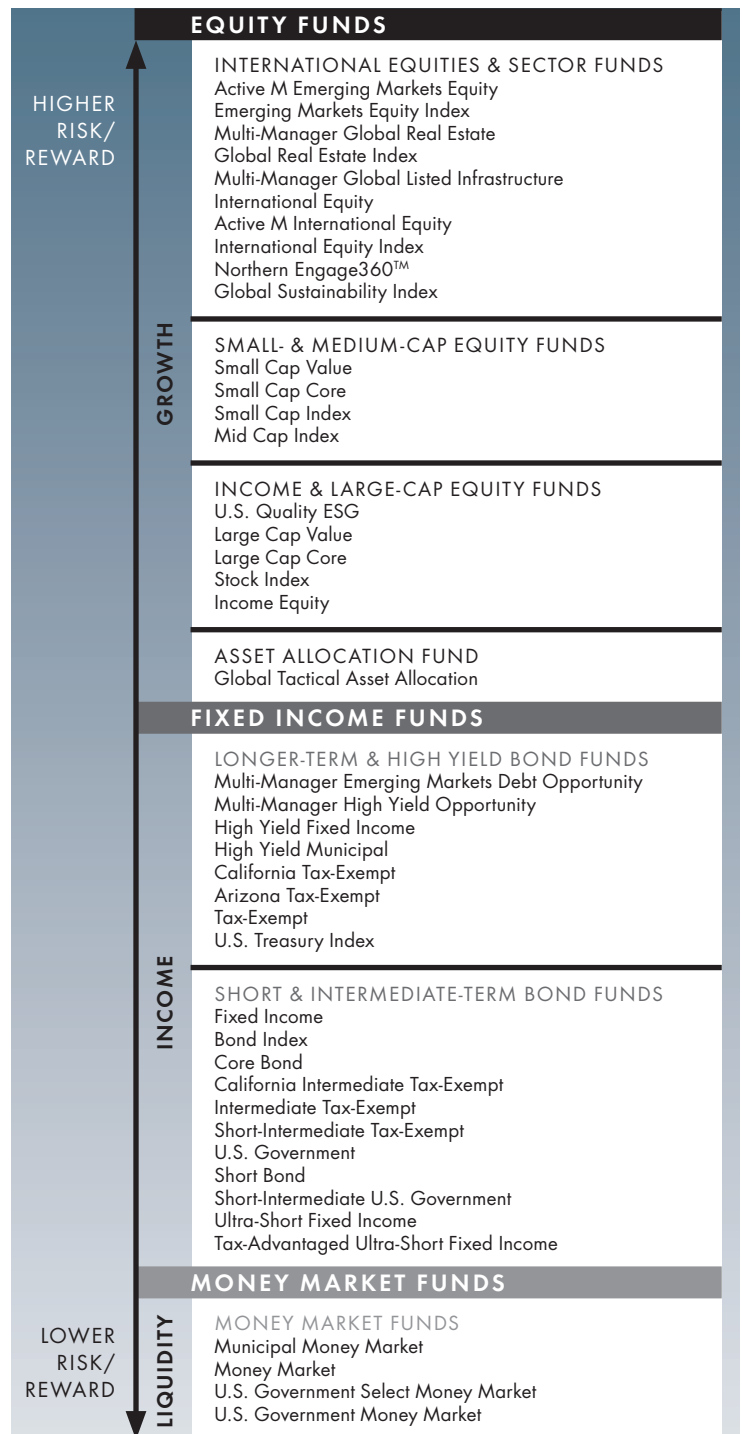 EQUITY FUNDS
HIGHER
RISK/
REWARD
GROWTH
INTERNATIONAL EQUITIES & SECTOR FUNDS
Active M Emerging Markets Equity
Emerging Markets Equity Index
Multi-Manager Global Real Estate
Global Real Estate Index
Multi-Manager Global Listed Infrastructure
International Equity
Active M International Equity
International Equity Index
Northern Engage360™
Global Sustainability Index
SMALL- & MEDIUM-CAP EQUITY FUNDS
Small Cap Value
Small Cap Core
Small Cap Index
Mid Cap Index
INCOME & LARGE-CAP EQUITY FUNDS
U.S. Quality ESG
Large Cap Value
Large Cap Core
Stock Index
Income Equity
ASSET ALLOCATION FUND
Global Tactical Asset Allocation
FIXED INCOME FUNDS
INCOME
LONGER-TERM & HIGH YIELD BOND FUNDS
Multi-Manager Emerging Markets Debt Opportunity
Multi-Manager High Yield Opportunity
High Yield Fixed Income
High Yield Municipal
California Tax-Exempt
Arizona Tax-Exempt
Tax-Exempt
U.S. Treasury Index
SHORT & INTERMEDIATE-TERM BOND FUNDS
Fixed Income
Bond Index
Core Bond
California Intermediate Tax-Exempt
Intermediate Tax-Exempt
Short-Intermediate Tax-Exempt
U.S. Government
Short Bond
Short-Intermediate U.S. Government
Ultra-Short Fixed Income
Tax-Advantaged Ultra-Short Fixed Income
MONEY MARKET FUNDS
LOWER
RISK/
REWARD
LIQUIDITY
MONEY MARKET FUNDS
Municipal Money Market
Money Market
U.S. Government Select Money Market
U.S. Government Money Market